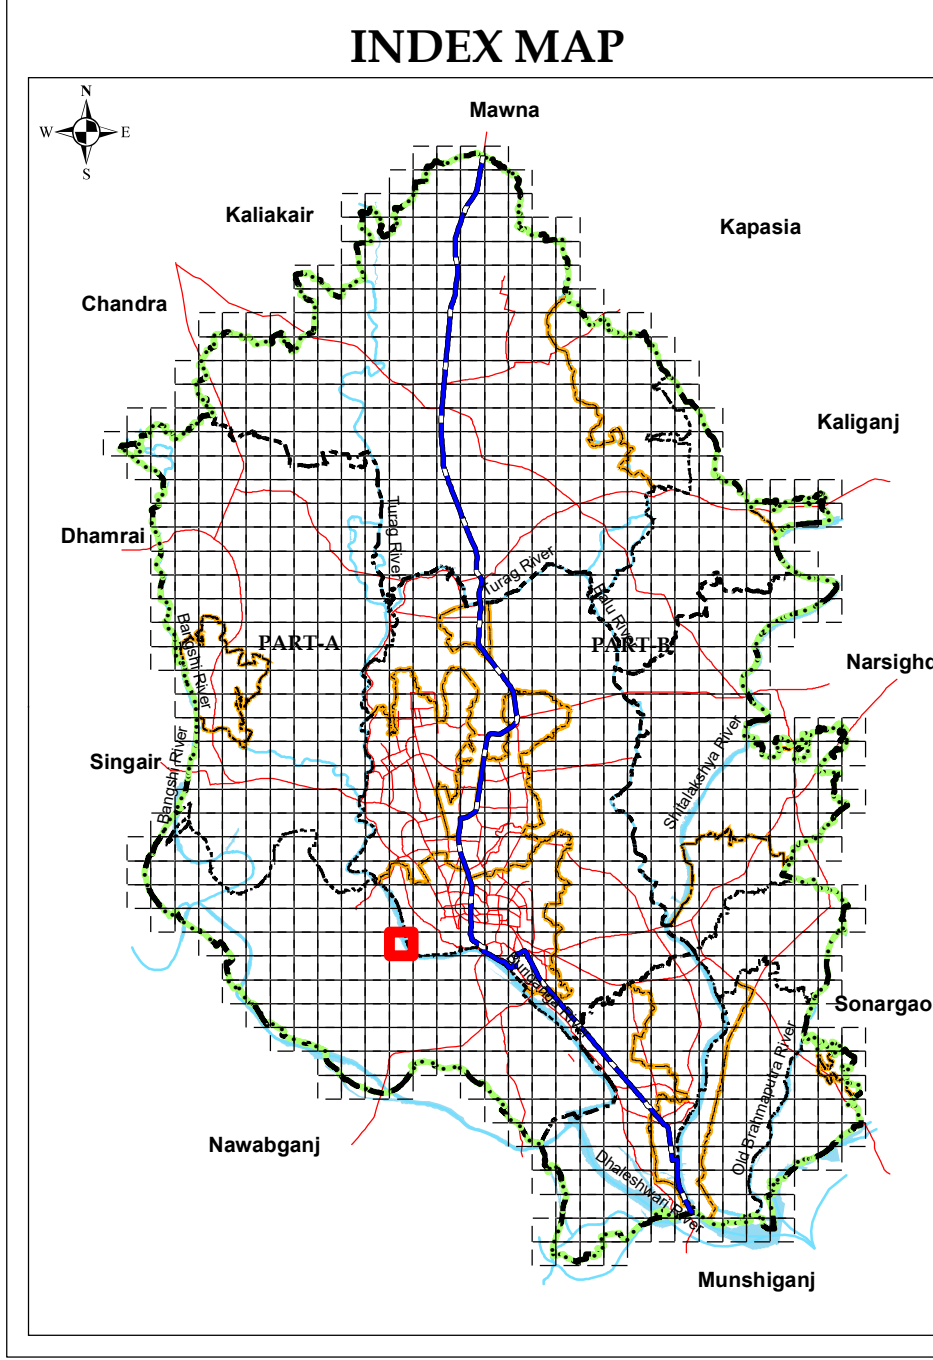 INDEX MAP
N
W E
S
Mawna
Kaliakair
Kapasia
Chandra
Kaliganj
Dhamrai
Turag River
Turag River
Balu River
Bangshi River
PART-A
PART-B
Narsighd
Singair
Bangshi River
Shitalakshya River
Buriganga River
Sonargao
Old Brahmaputra River
Nawabganj
Dhaleshwari River
Munshiganj